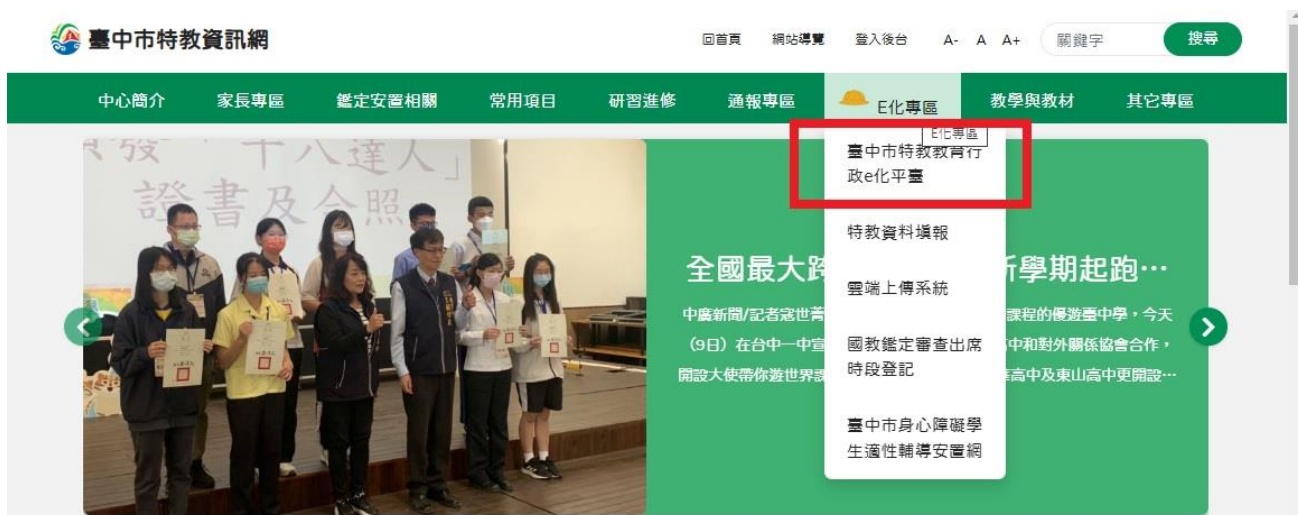 臺中市特教資訊網
回首頁 網站導覽 登入後台 A- A A+ 關鍵字 搜尋
中心簡介 家長專區 鑑定安置相關 常用項目 研習進修 通報專區 E化專區 教學與教材 其它專區
E化專區
臺中市特教教育行
政e化平臺
特教資料填報
雲端上傳系統
國教鑑定審查出席
時段登記
臺中市身心障礙學
生適性輔導安置網
頒發「十八達人」
證書及合照
全國最大跨 新學期起跑…
中廣新聞/記者寇世菁 課程的優遊臺中學,今天
(9日)在台中一中宣 高中和對外關係協會合作,
開設大使帶你遊世界課 高中及東山高中更開設…